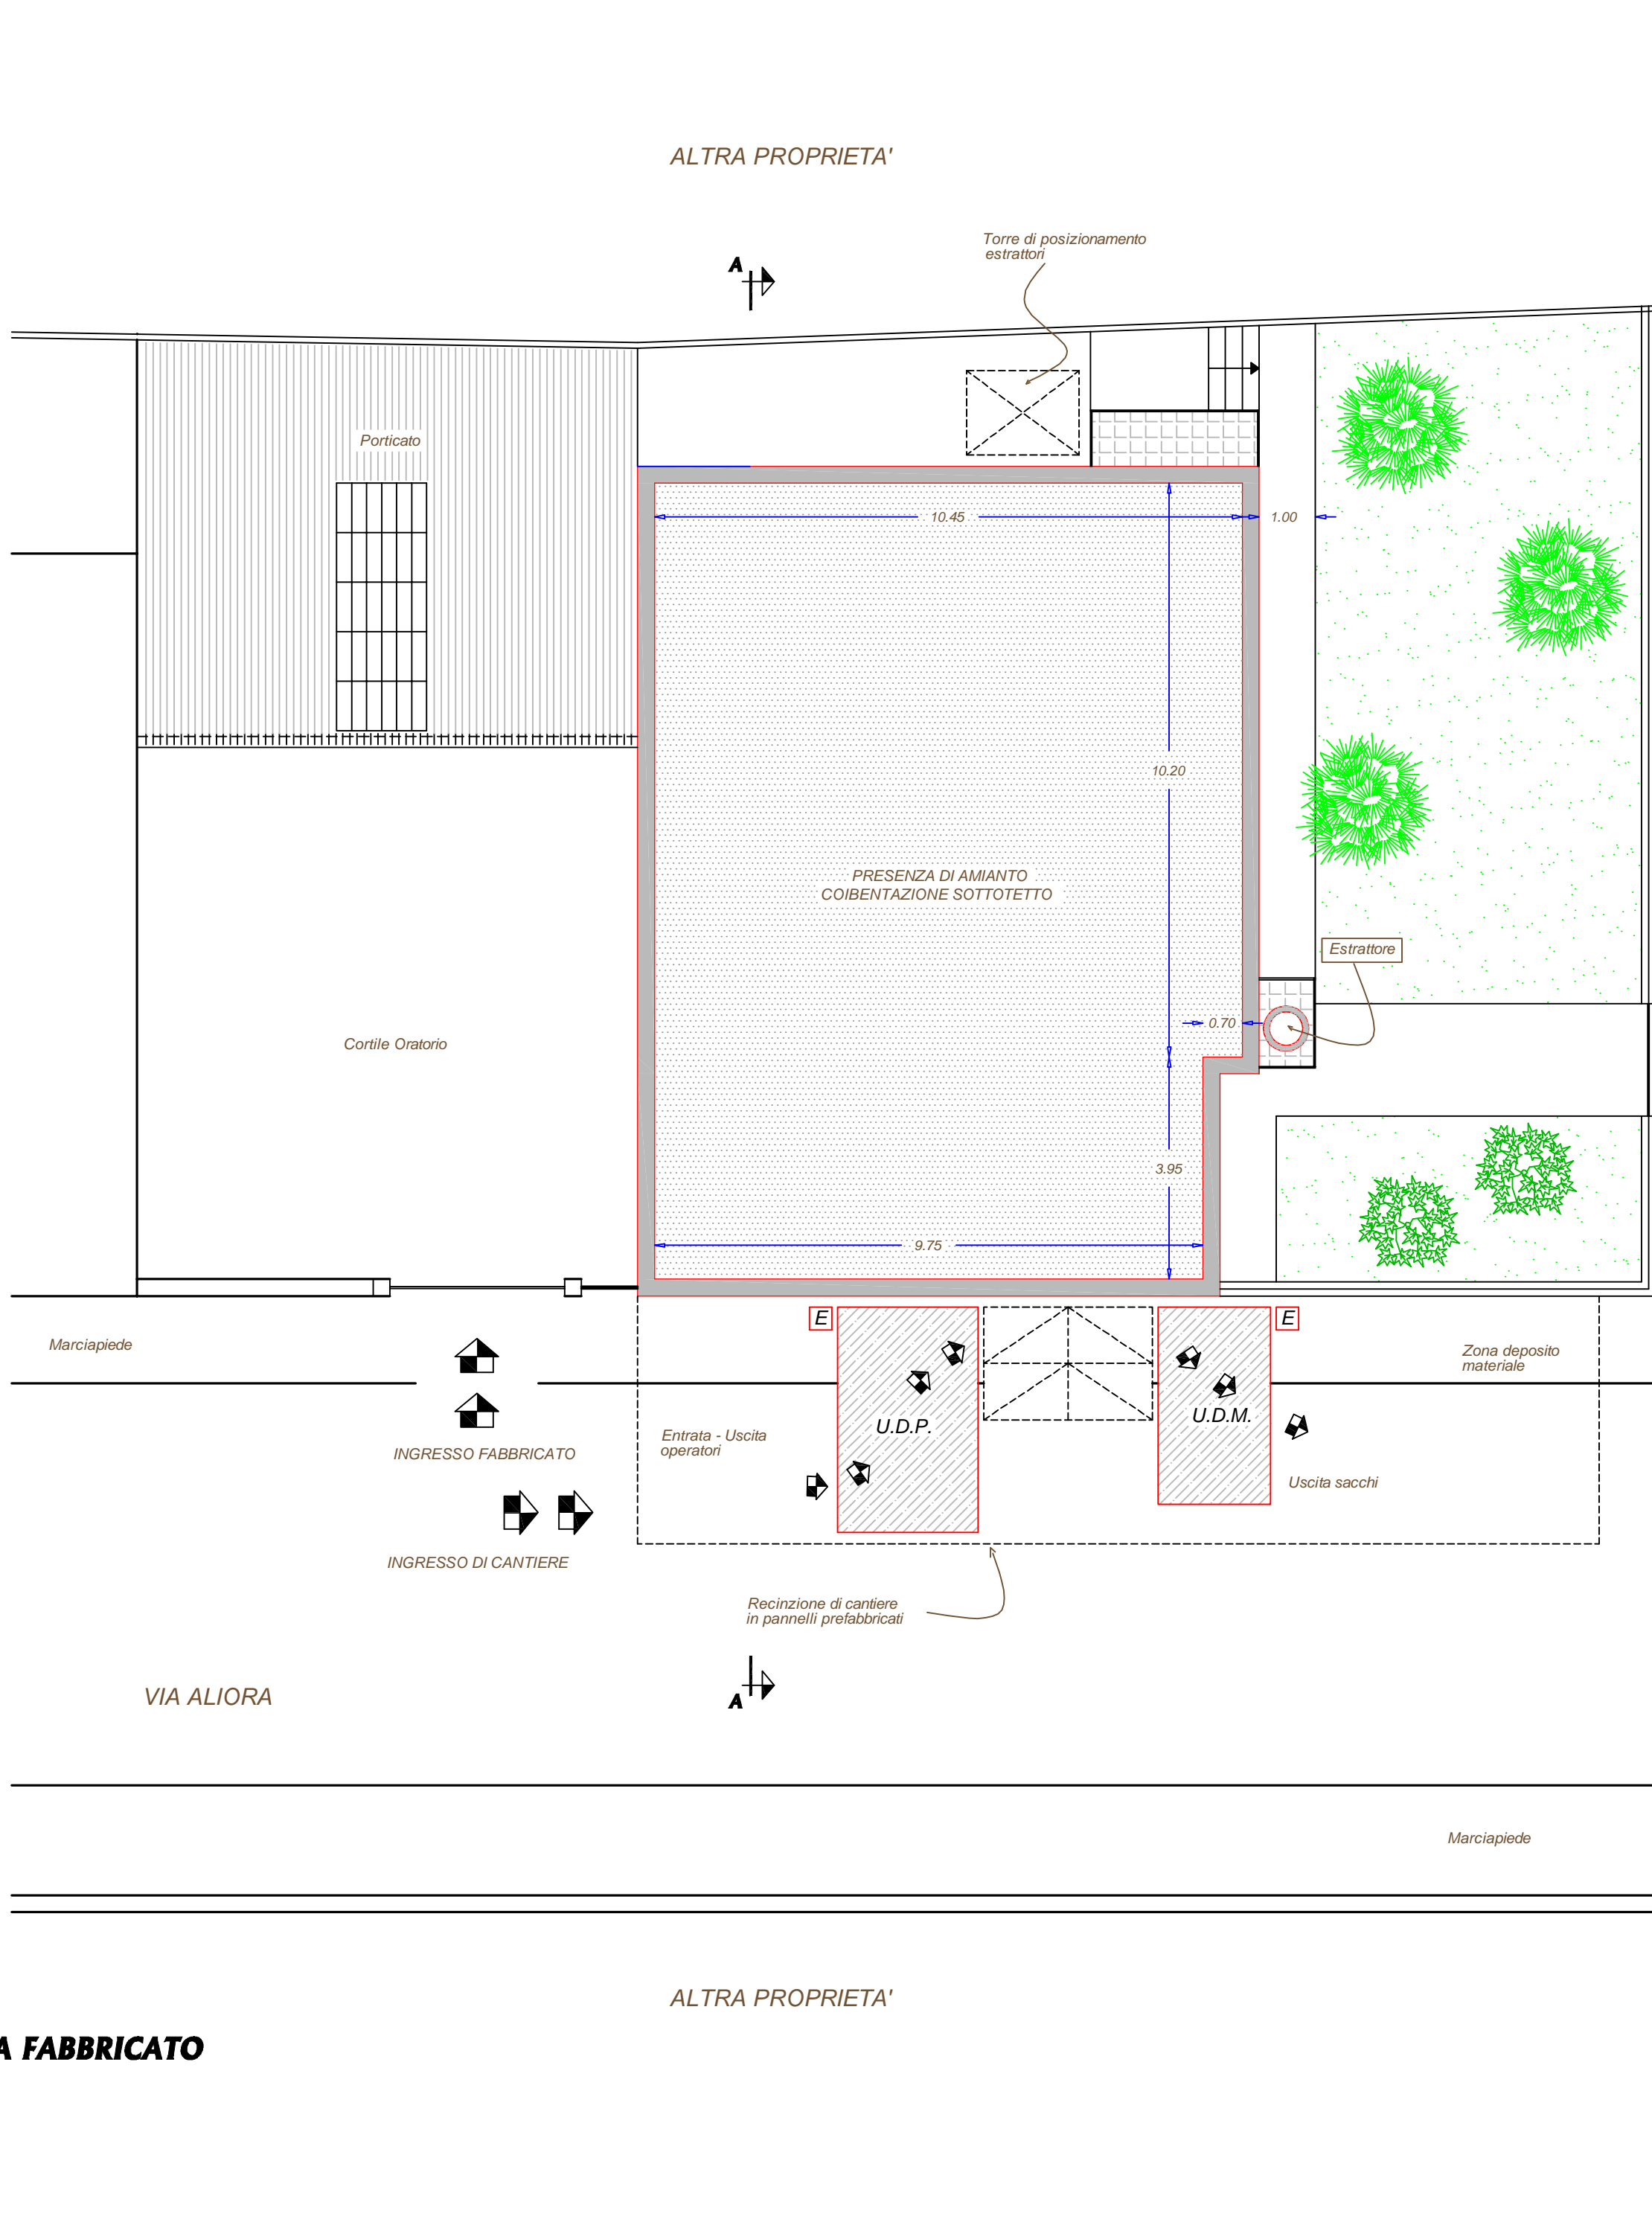 ALTRA PROPRIETA'
Torre di posizionamento
estrattori
A
Porticato
10.45
1.00
10.20
PRESENZA DI AMIANTO
COIBENTAZIONE SOTTOTETTO
Estrattore
0.70
Cortile Oratorio
3.95
9.75
E
E
Marciapiede
Zona deposito
materiale
U.D.P.
U.D.M.
Entrata - Uscita
operatori
INGRESSO FABBRICATO
Uscita sacchi
INGRESSO DI CANTIERE
Recinzione di cantiere
in pannelli prefabbricati
VIA ALIORA
A
Marciapiede
ALTRA PROPRIETA'
A FABBRICATO